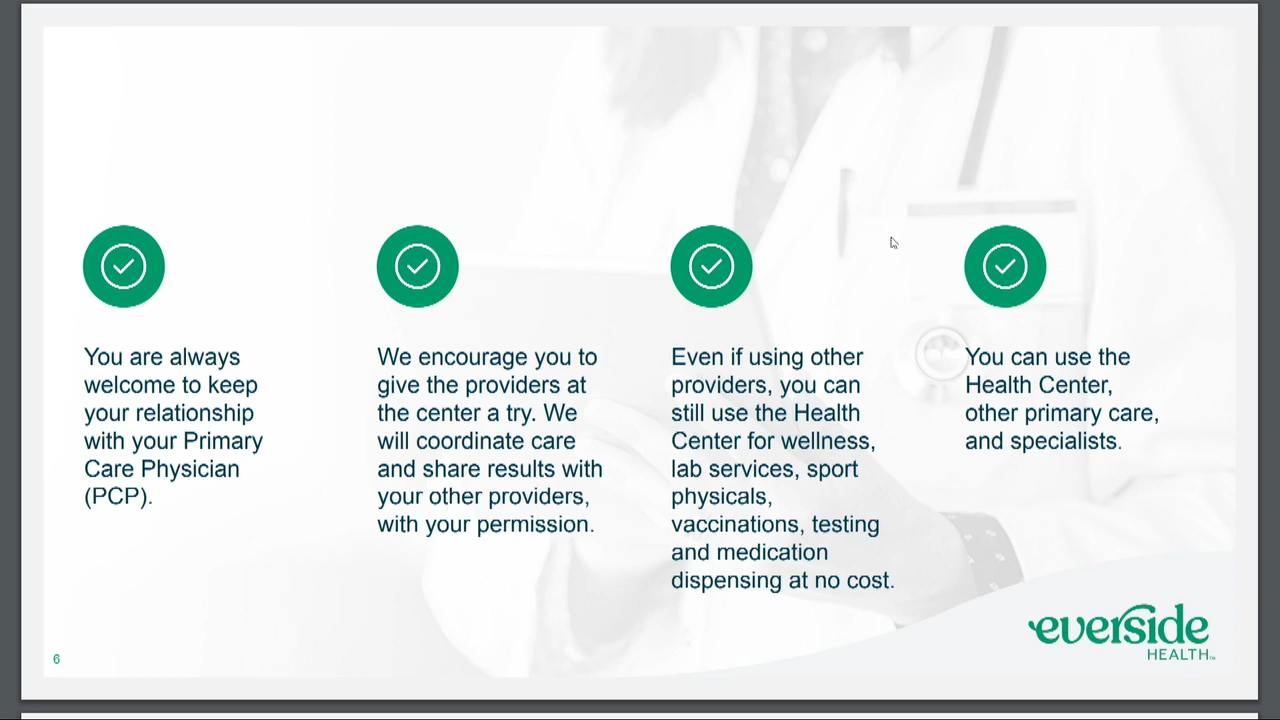 You are always
welcome to keep
your relationship
with your Primary
Care Physician
(PCP).
We encourage you to
give the providers at
the center a try. We
will coordinate care
and share results with
your other providers,
with your permission.
Even if using other
providers, you can
still use the Health
Center for wellness,
lab services, sport
physicals,
vaccinations, testing
and medication
dispensing at no cost.
You can use the
Health Center,
other primary care,
and specialists.
6
everside
HEALTH™